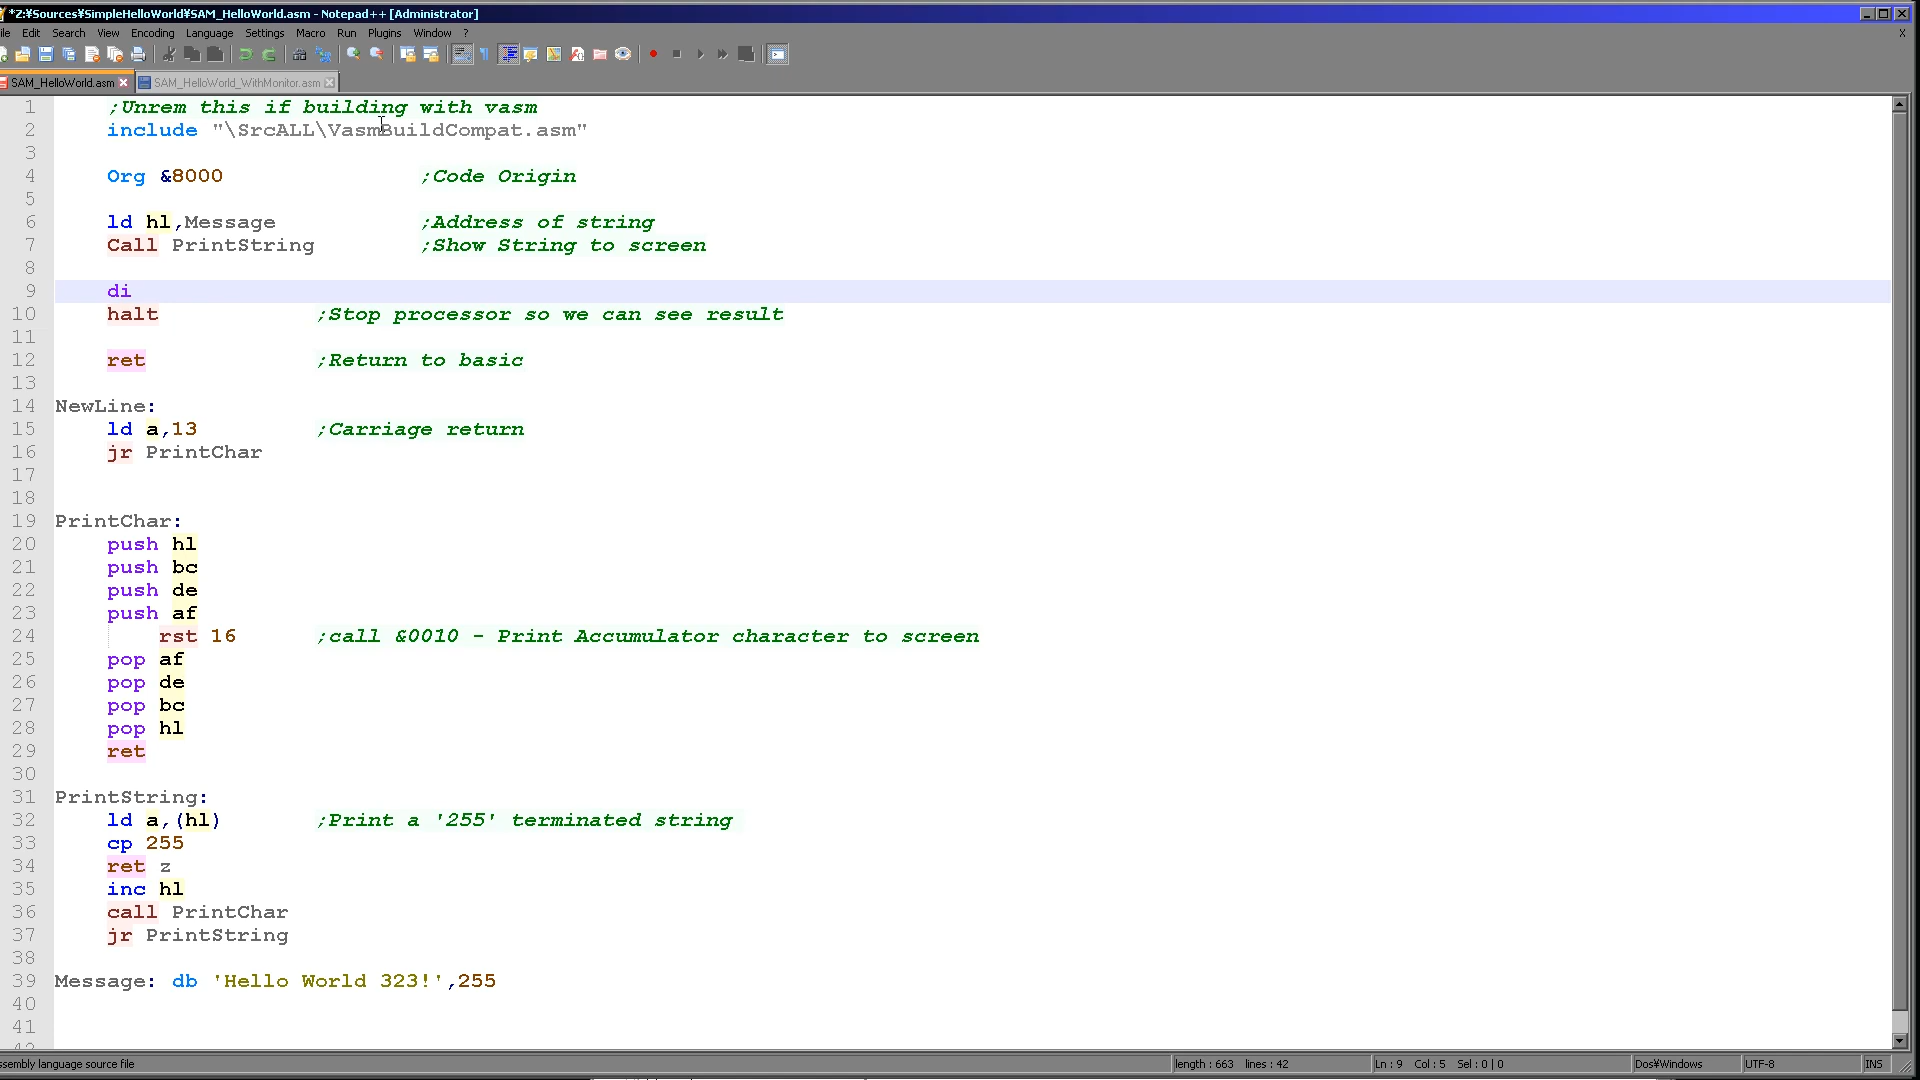 *Z:¥Sources¥SimpleHelloWorld¥SAM_HelloWorld.asm - Notepad++ [Administrator]
ile Edit Search View Encoding Language Settings Macro Run Plugins Window ? X
SAM_HelloWorld.asm SAM_HelloWorld_WithMonitor.asm
1 ;Unrem this if building with vasm
2 include "\SrcALL\VasmBuildCompat.asm"
3
4 Org &8000 ;Code Origin
5
6 ld hl,Message ;Address of string
7 Call PrintString ;Show String to screen
8
9 di
10 halt ;Stop processor so we can see result
11
12 ret ;Return to basic
13
14 NewLine:
15 ld a,13 ;Carriage return
16 jr PrintChar
17
18
19 PrintChar:
20 push hl
21 push bc
22 push de
23 push af
24 rst 16 ;call &0010 - Print Accumulator character to screen
25 pop af
26 pop de
27 pop bc
28 pop hl
29 ret
30
31 PrintString:
32 ld a,(hl) ;Print a '255' terminated string
33 cp 255
34 ret z
35 inc hl
36 call PrintChar
37 jr PrintString
38
39 Message: db 'Hello World 323!',255
40
41
42
ssembly language source file length : 663 lines : 42 Ln : 9 Col : 5 Sel : 0 | 0 Dos¥Windows UTF-8 INS